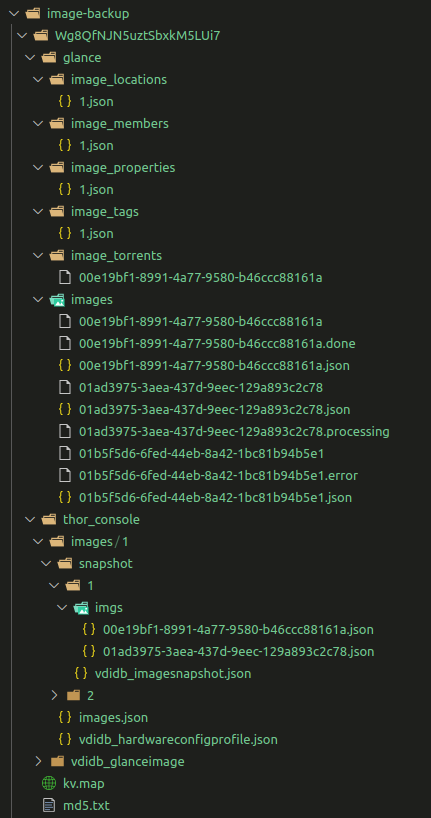 image-backup
Wg8QfNJN5uztSbxkM5LUi7
glance
image_locations
{} 1.json
image_members
{} 1.json
image_properties
{} 1.json
image_tags
{} 1.json
image_torrents
00e19bf1-8991-4a77-9580-b46ccc88161a
images
00e19bf1-8991-4a77-9580-b46ccc88161a
00e19bf1-8991-4a77-9580-b46ccc88161a.done
{} 00e19bf1-8991-4a77-9580-b46ccc88161a.json
01ad3975-3aea-437d-9eec-129a893c2c78
{} 01ad3975-3aea-437d-9eec-129a893c2c78.json
01ad3975-3aea-437d-9eec-129a893c2c78.processing
01b5f5d6-6fed-44eb-8a42-1bc81b94b5e1
01b5f5d6-6fed-44eb-8a42-1bc81b94b5e1.error
{} 01b5f5d6-6fed-44eb-8a42-1bc81b94b5e1.json
thor_console
images / 1
snapshot
1
imgs
{} 00e19bf1-8991-4a77-9580-b46ccc88161a.json
{} 01ad3975-3aea-437d-9eec-129a893c2c78.json
{} vdidb_imagesnapshot.json
2
{} images.json
{} vdidb_hardwareconfigprofile.json
vdidb_glanceimage
kv.map
md5.txt